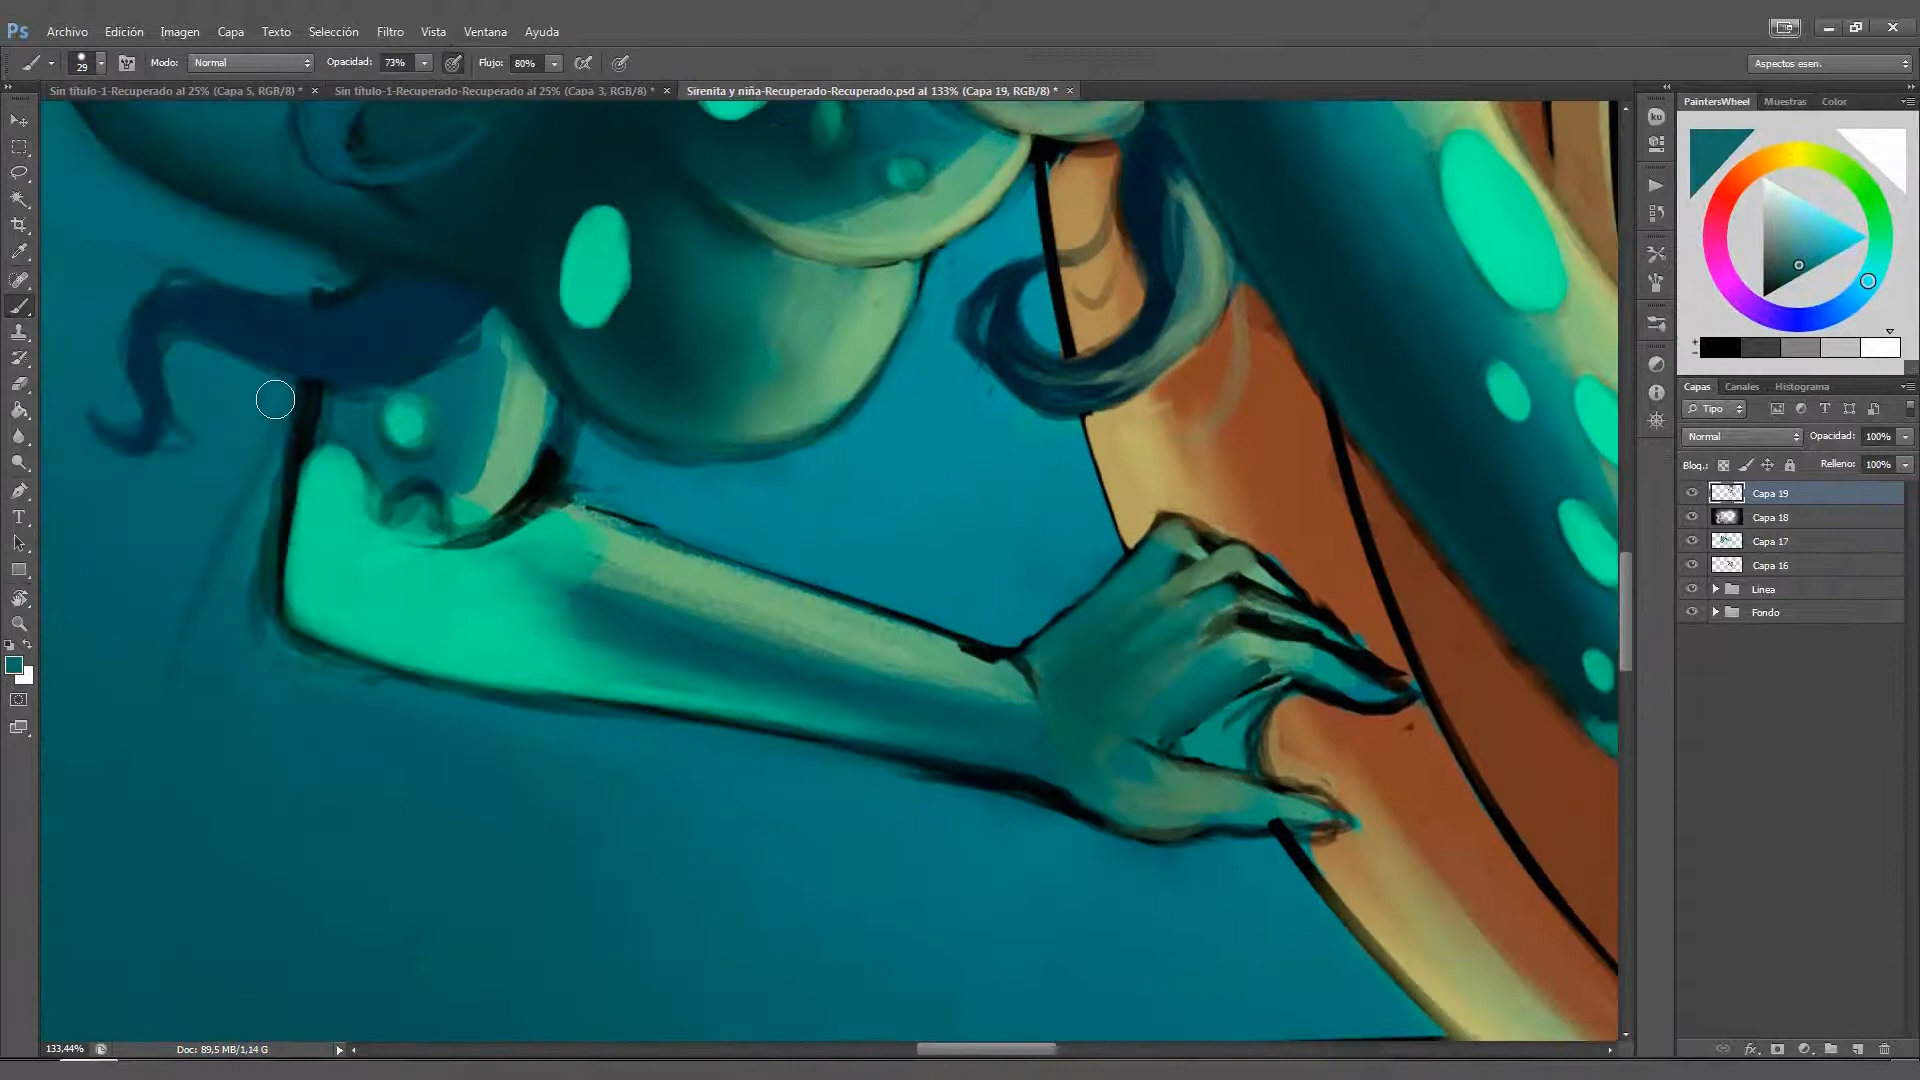 Ps Archivo Edición Imagen Capa Texto Selección Filtro Vista Ventana Ayuda
29 Modo: Normal Opacidad: 73% Flujo: 80% Aspectos esen.
Sin título-1-Recuperado al 25% (Capa 5, RGB/8) * × Sin título-1-Recuperado-Recuperado al 25% (Capa 3, RGB/8) * × Sirenita y niña-Recuperado-Recuperado.psd al 133% (Capa 19, RGB/8) * ×
PaintersWheel Muestras Color
ku
Capas Canales Histograma
Tipo
Normal Opacidad: 100%
Bloq.: Relleno: 100%
Capa 19
Capa 18
Capa 17
Capa 16
Linea
Fondo
T
133,44% Doc: 89,5 MB/1,14 G
fx